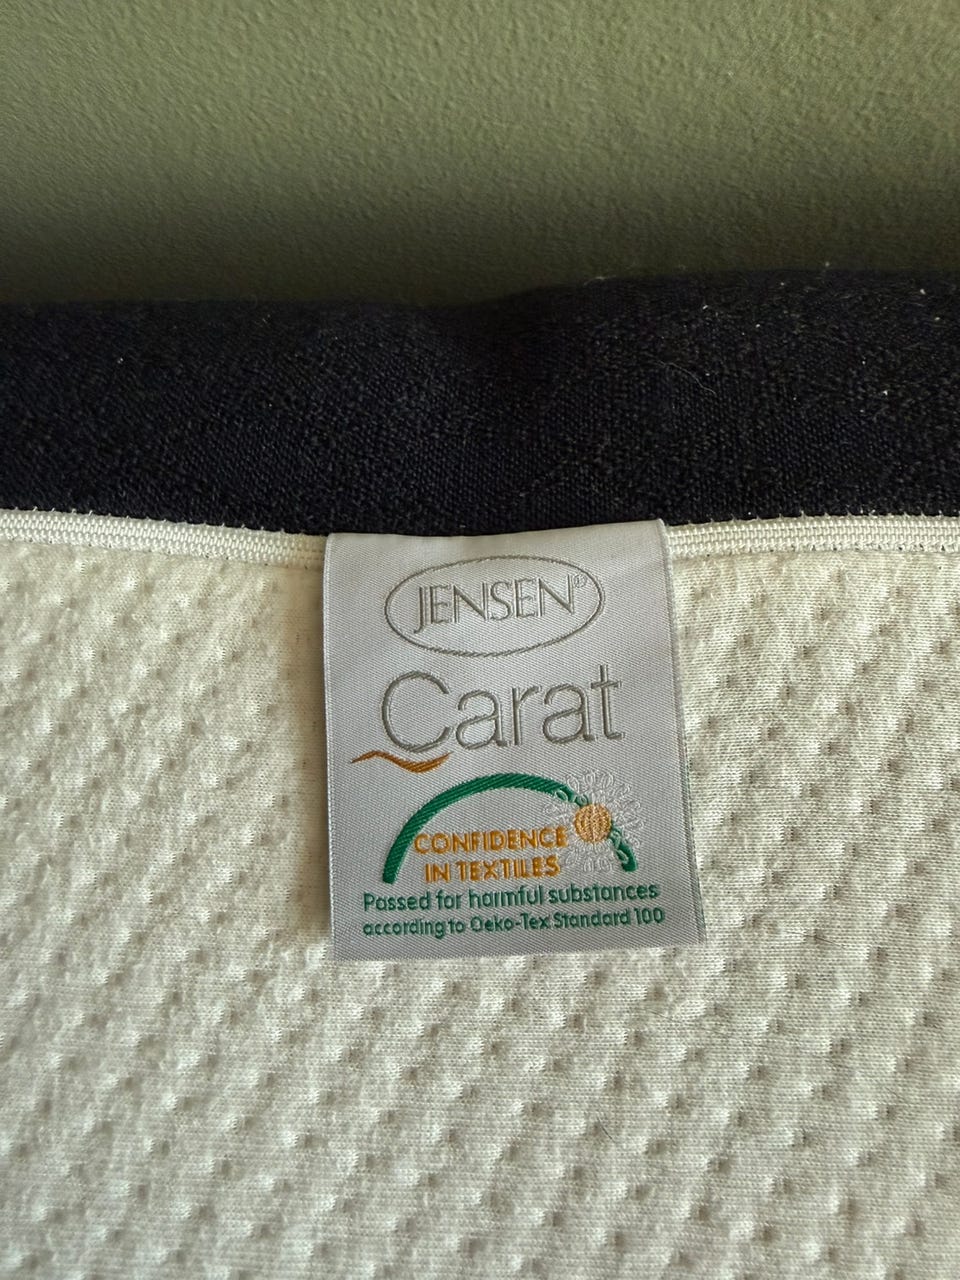 JENSEN®
Carat
CONFIDENCE
IN TEXTILES
Passed for harmful substances
according to Oeko-Tex Standard 100